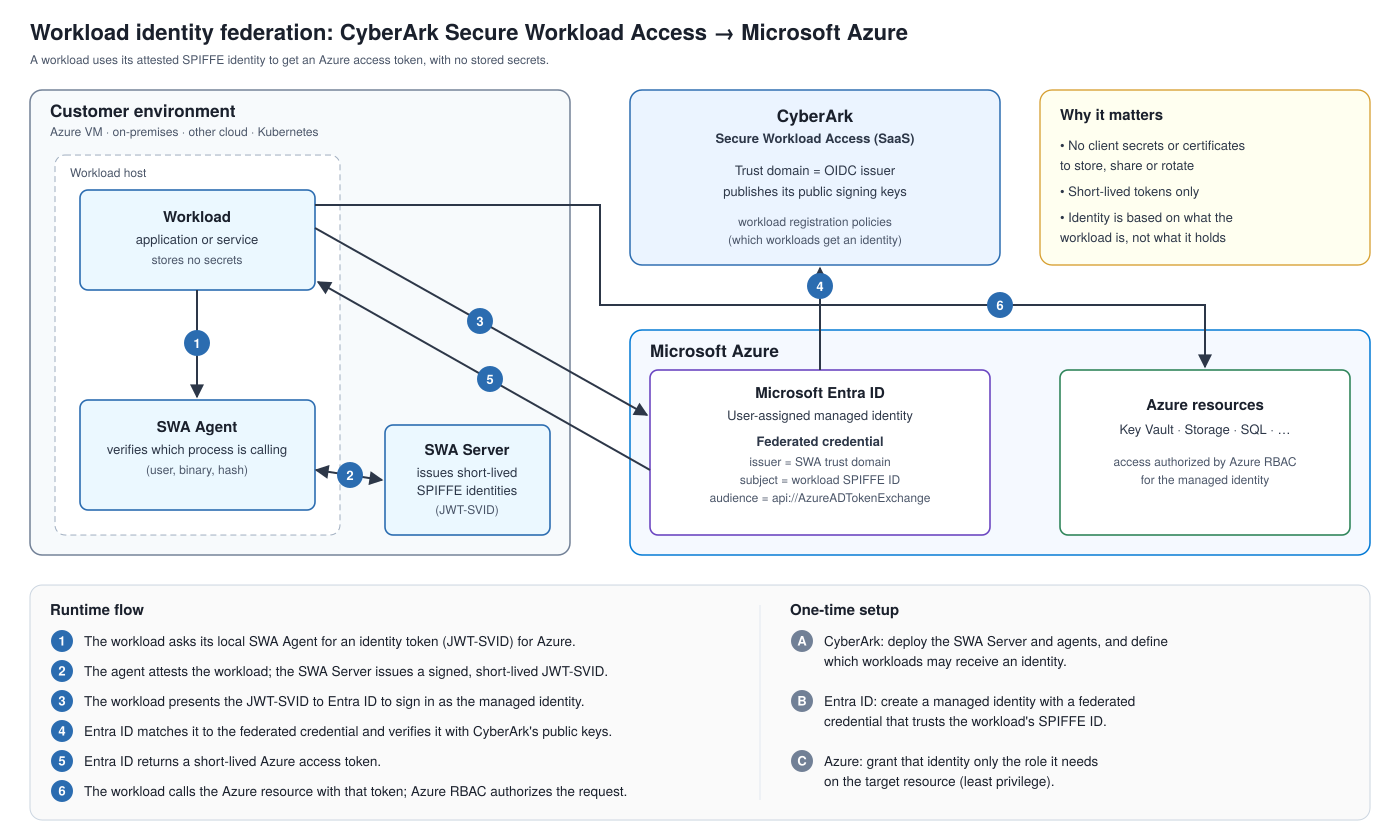 Workload identity federation: CyberArk Secure Workload Access → Microsoft Azure
A workload uses its attested SPIFFE identity to get an Azure access token, with no stored secrets.
Customer environment
Azure VM · on-premises · other cloud · Kubernetes
Workload host
Workload
application or service
stores no secrets
1
SWA Agent
verifies which process is calling
(user, binary, hash)
2
SWA Server
issues short-lived
SPIFFE identities
(JWT-SVID)
3
5
CyberArk
Secure Workload Access (SaaS)
Trust domain = OIDC issuer
publishes its public signing keys
workload registration policies
(which workloads get an identity)
4
6
Why it matters
• No client secrets or certificates
to store, share or rotate
• Short-lived tokens only
• Identity is based on what the
workload is, not what it holds
Microsoft Azure
Microsoft Entra ID
User-assigned managed identity
Federated credential
issuer = SWA trust domain
subject = workload SPIFFE ID
audience = api://AzureADTokenExchange
Azure resources
Key Vault · Storage · SQL · …
access authorized by Azure RBAC
for the managed identity
Runtime flow
1 The workload asks its local SWA Agent for an identity token (JWT-SVID) for Azure.
2 The agent attests the workload; the SWA Server issues a signed, short-lived JWT-SVID.
3 The workload presents the JWT-SVID to Entra ID to sign in as the managed identity.
4 Entra ID matches it to the federated credential and verifies it with CyberArk's public keys.
5 Entra ID returns a short-lived Azure access token.
6 The workload calls the Azure resource with that token; Azure RBAC authorizes the request.
One-time setup
A CyberArk: deploy the SWA Server and agents, and define
which workloads may receive an identity.
B Entra ID: create a managed identity with a federated
credential that trusts the workload's SPIFFE ID.
C Azure: grant that identity only the role it needs
on the target resource (least privilege).